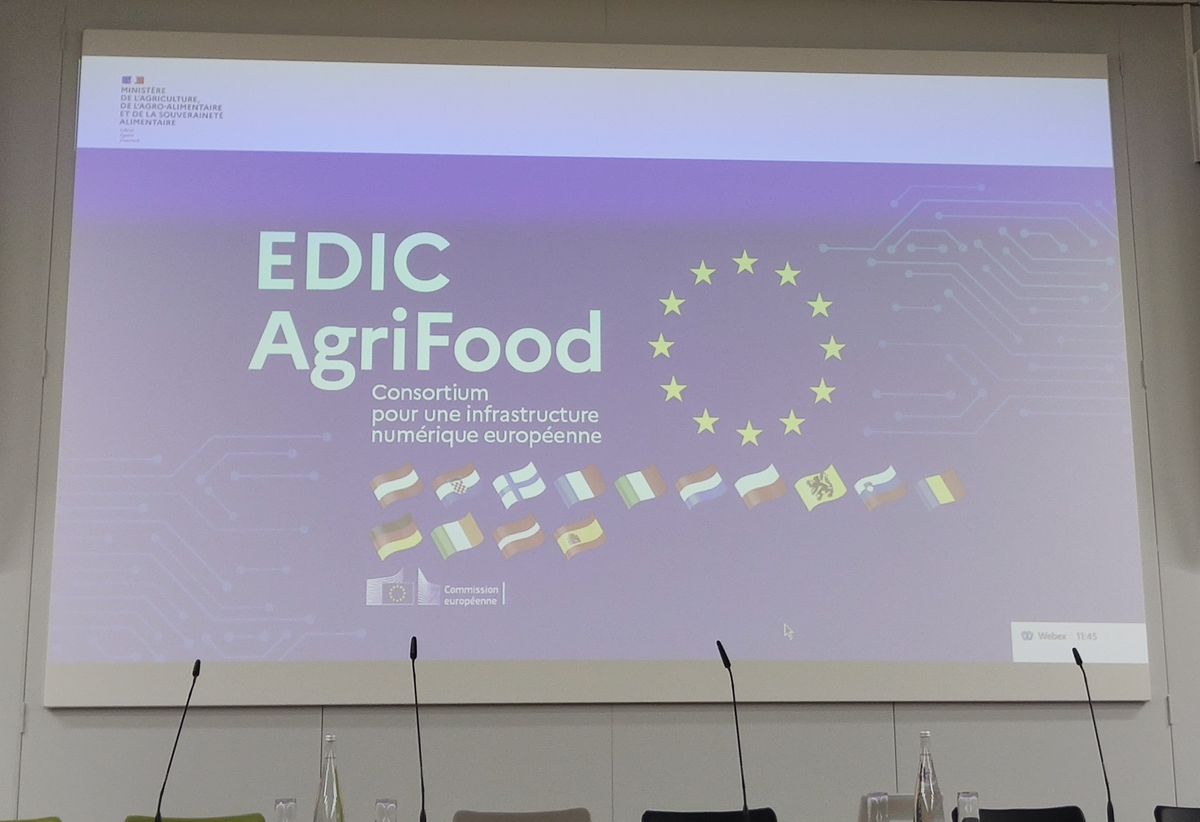 MINISTÈRE
DE L'AGRICULTURE,
DE L'AGRO-ALIMENTAIRE
ET DE LA SOUVERAINETÉ
ALIMENTAIRE
EDIC
AgriFood
Consortium
pour une infrastructure
numérique européenne
Commission
européenne
Webex 11:45